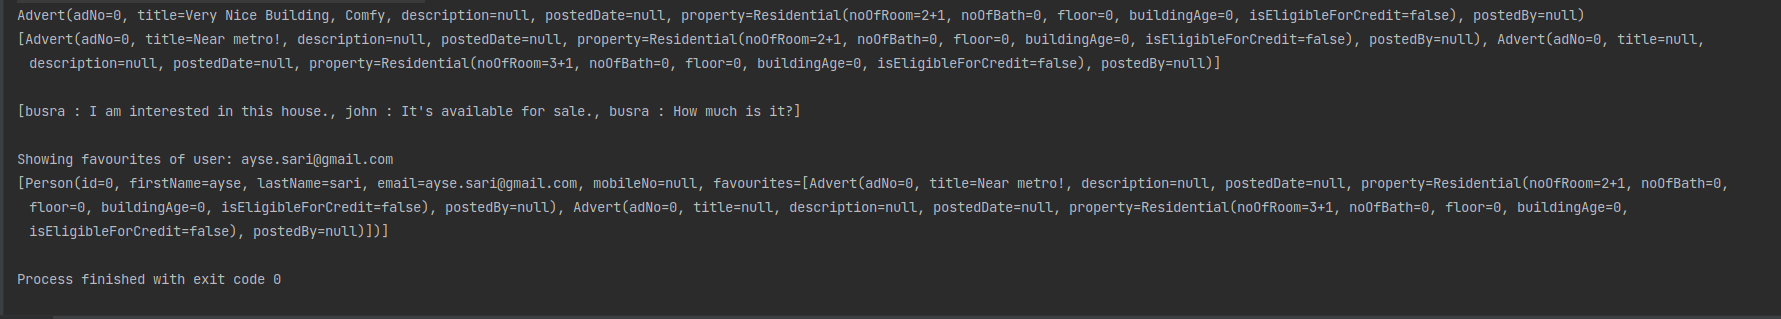 Advert(adNo=0, title=Very Nice Building, Comfy, description=null, postedDate=null, property=Residential(noOfRoom=2+1, noOfBath=0, floor=0, buildingAge=0, isEligibleForCredit=false), postedBy=null)
[Advert(adNo=0, title=Near metro!, description=null, postedDate=null, property=Residential(noOfRoom=2+1, noOfBath=0, floor=0, buildingAge=0, isEligibleForCredit=false), postedBy=null), Advert(adNo=0, title=null,
description=null, postedDate=null, property=Residential(noOfRoom=3+1, noOfBath=0, floor=0, buildingAge=0, isEligibleForCredit=false), postedBy=null)]
[busra : I am interested in this house., john : It's available for sale., busra : How much is it?]
Showing favourites of user: ayse.sari@gmail.com
[Person(id=0, firstName=ayse, lastName=sari, email=ayse.sari@gmail.com, mobileNo=null, favourites=[Advert(adNo=0, title=Near metro!, description=null, postedDate=null, property=Residential(noOfRoom=2+1, noOfBath=0,
floor=0, buildingAge=0, isEligibleForCredit=false), postedBy=null), Advert(adNo=0, title=null, description=null, postedDate=null, property=Residential(noOfRoom=3+1, noOfBath=0, floor=0, buildingAge=0,
isEligibleForCredit=false), postedBy=null)])]
Process finished with exit code 0